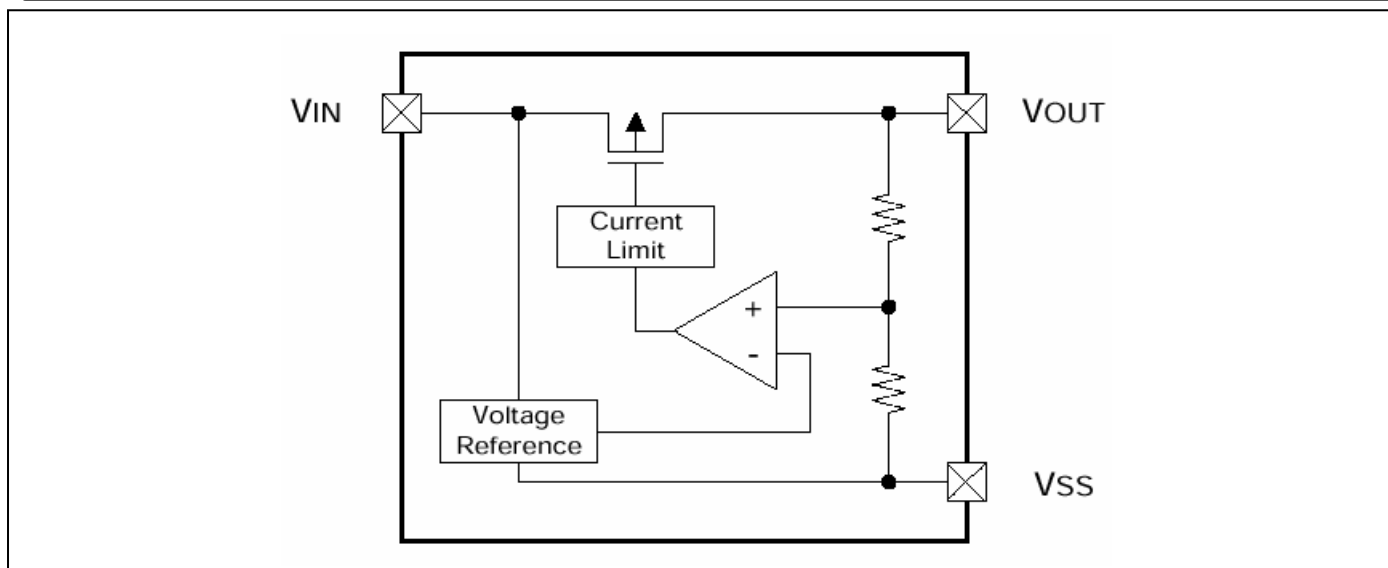 VIN
VOUT
Current
Limit
+
-
Voltage
Reference
VSS